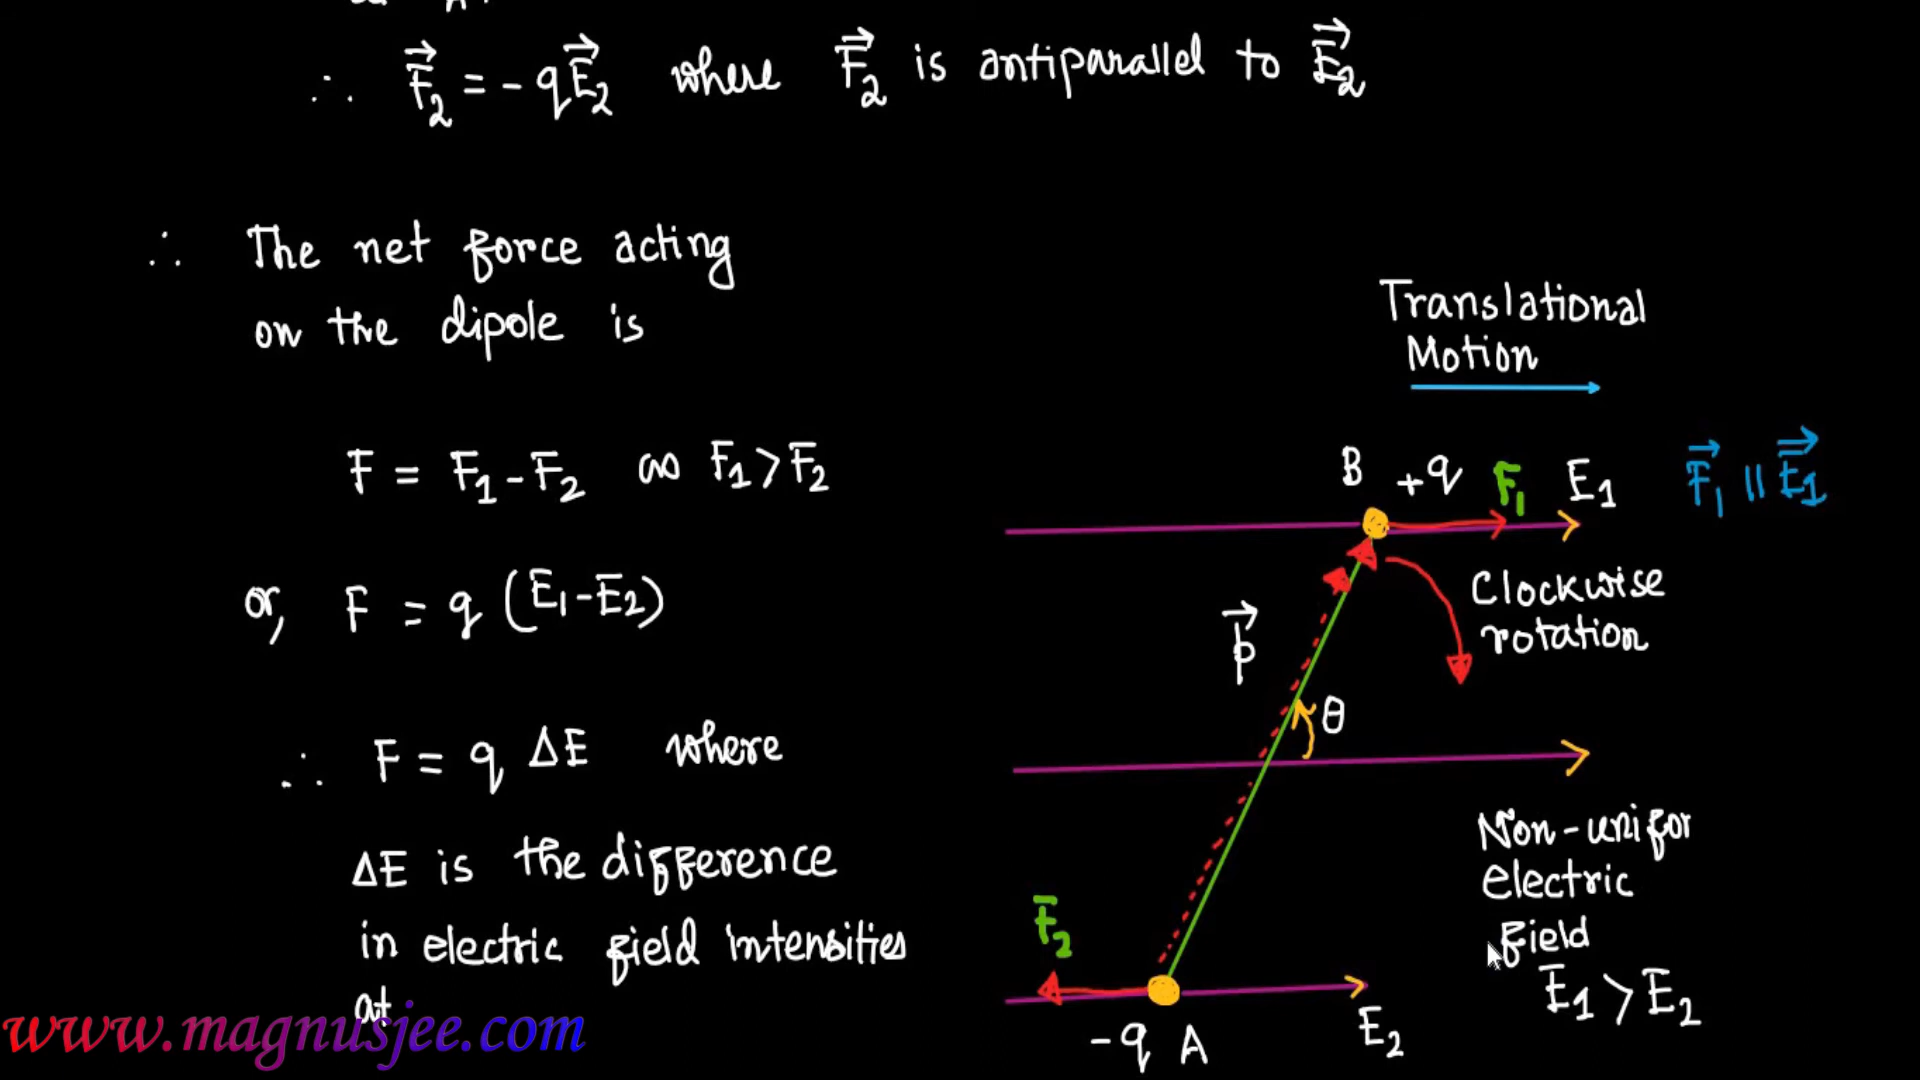 ∴ F⃗₂ = - qE⃗₂ where F⃗₂ is antiparallel to E⃗₂
∴ The net force acting
on the dipole is
F = F₁ - F₂ as F₁ > F₂
or, F = q (E₁ - E₂)
∴ F = q ΔE where
ΔE is the difference
in electric field intensities
at
Translational
Motion
B +q F₁ E₁ F⃗₁ || E⃗₁
Clockwise
rotation
p⃗
θ
Non-unifor
electric
field
E₁ > E₂
F₂
-q A E₂
www.magnusjee.com